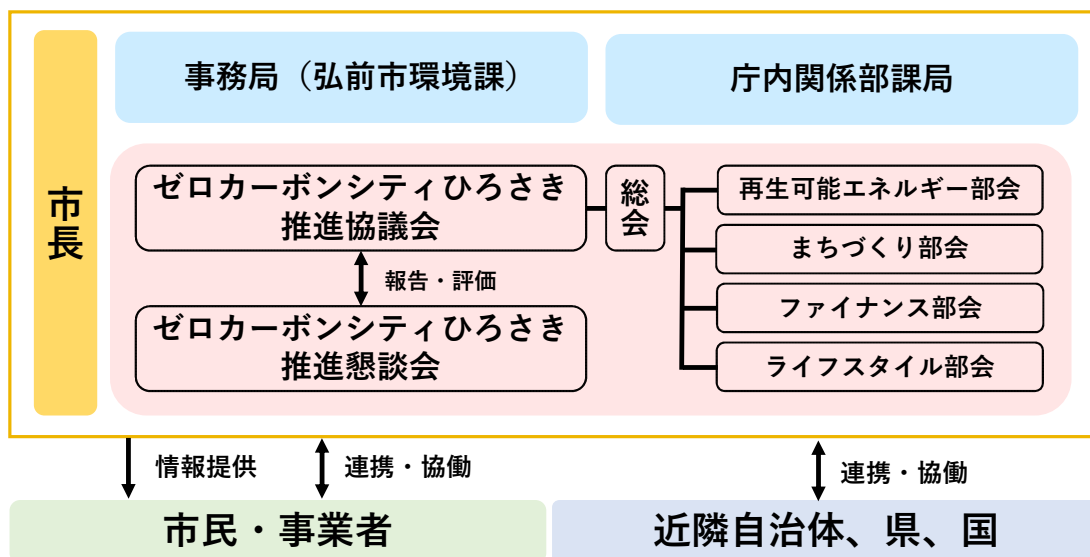 市長
事務局（弘前市環境課）
庁内関係部課局
ゼロカーボンシティひろさき
推進協議会
総会
再生可能エネルギー部会
まちづくり部会
ファイナンス部会
ライフスタイル部会
報告・評価
ゼロカーボンシティひろさき
推進懇談会
情報提供
連携・協働
連携・協働
市民・事業者
近隣自治体、県、国